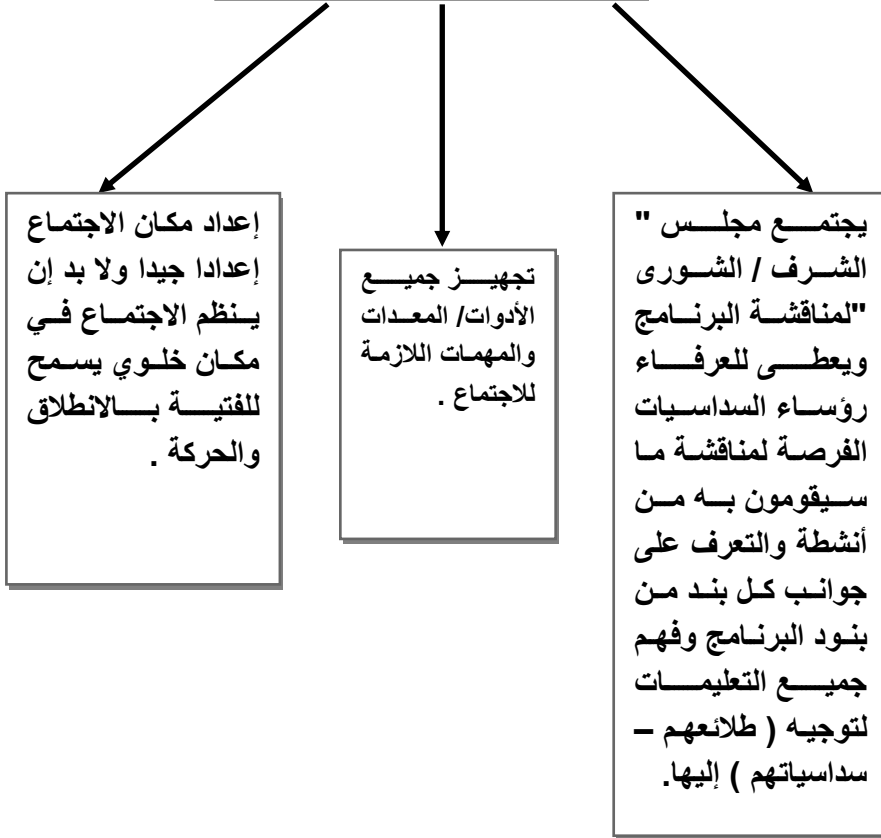 يجتمع مجلس "
الشرف / الشورى
"لمناقشة البرنامج
ويعطى للعرفاء
رؤساء السداسيات
الفرصة لمناقشة ما
سيقومون به من
أنشطة والتعرف على
جوانب كل بند من
بنود البرنامج وفهم
جميع التعليمات
لتوجيه ( طلائعهم –
سداسياتهم ) إليها.
تجهيز جميع
الأدوات/ المعدات
والمهمات اللازمة
للاجتماع .
إعداد مكان الاجتماع
إعدادا جيدا ولا بد إن
ينظم الاجتماع في
مكان خلوي يسمح
للفتية بالانطلاق
والحركة .